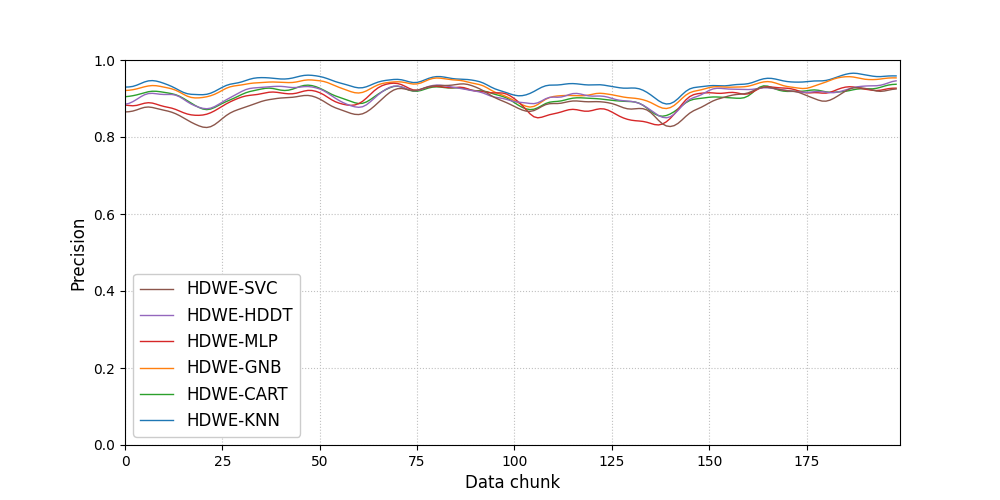 1.0
0.8
0.6
0.4
0.2
0.0
Precision
HDWE-SVC
HDWE-HDDT
HDWE-MLP
HDWE-GNB
HDWE-CART
HDWE-KNN
0 25 50 75 100 125 150 175
Data chunk